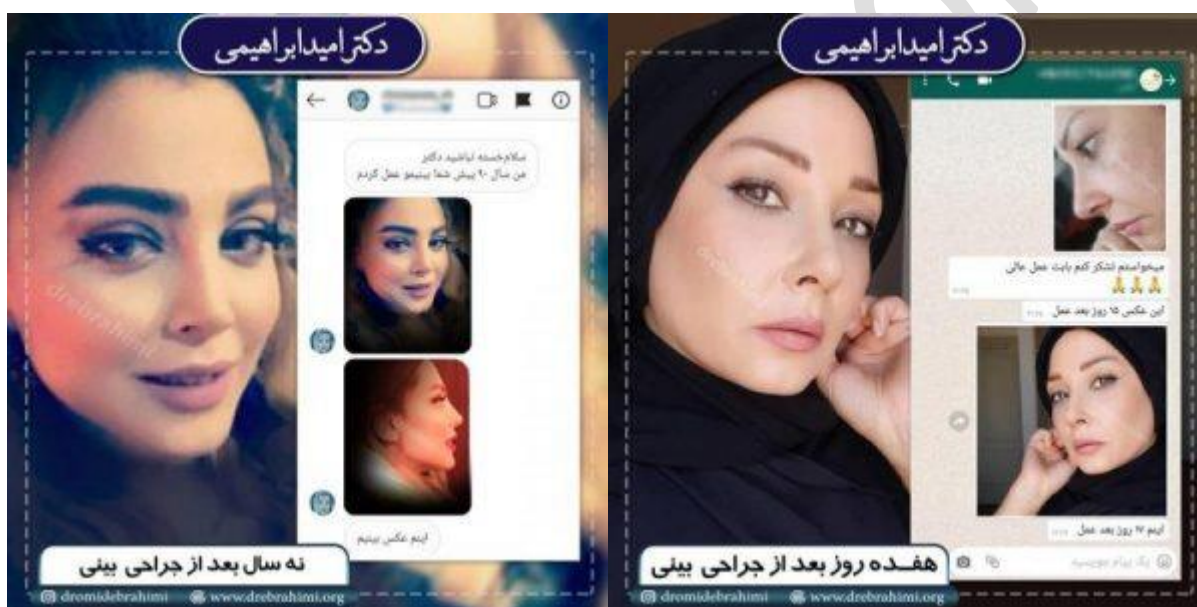 دکتر امید ابراهیمی
سلام خسته نباشید دکتر
من سال ۹۰ پیش شما بینیمو عمل کردم
drebrahimi
اینم عکس بینیم
نه سال بعد از جراحی بینی
dromidebrahimi www.drebrahimi.org
دکتر امید ابراهیمی
میخواستم تشکر کنم بابت عمل عالی
🙏🙏🙏
این عکس ۱۵ روز بعد عمل
اینم ۱۷ روز بعد عمل
یک پیام بنویسید
هفده روز بعد از جراحی بینی
dromidebrahimi www.drebrahimi.org